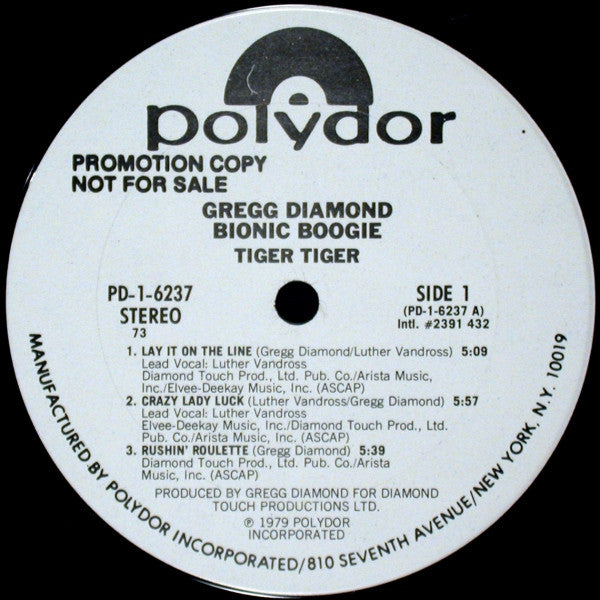 polydor
PROMOTION COPY
NOT FOR SALE
GREGG DIAMOND
BIONIC BOOGIE
TIGER TIGER
PD-1-6237
STEREO
73
SIDE 1
(PD-1-6237 A)
Intl. #2391 432
1. LAY IT ON THE LINE (Gregg Diamond/Luther Vandross) 5:09
Lead Vocal: Luther Vandross
Diamond Touch Prod., Ltd. Pub. Co./Arista Music,
Inc./Elvee-Deekay Music, Inc. (ASCAP)
2. CRAZY LADY LUCK (Luther Vandross/Gregg Diamond) 5:57
Lead Vocal: Luther Vandross
Elvee-Deekay Music, Inc./Diamond Touch Prod., Ltd.
Pub. Co./Arista Music, Inc. (ASCAP)
3. RUSHIN' ROULETTE (Gregg Diamond) 5:39
Diamond Touch Prod., Ltd. Pub. Co./Arista
Music, Inc. (ASCAP)
PRODUCED BY GREGG DIAMOND FOR DIAMOND
TOUCH PRODUCTIONS LTD.
℗ 1979 POLYDOR
INCORPORATED
MANUFACTURED BY POLYDOR INCORPORATED/810 SEVENTH AVENUE/NEW YORK, N.Y. 10019